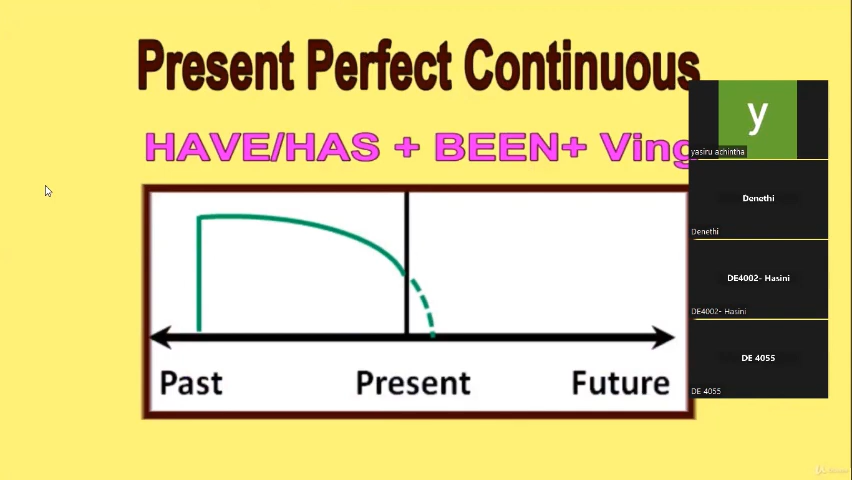 Present Perfect Continuous
HAVE/HAS + BEEN+ Ving
Past Present Future
y
yasiru achintha
Denethi
Denethi
DE4002- Hasini
DE4002- Hasini
DE 4055
DE 4055